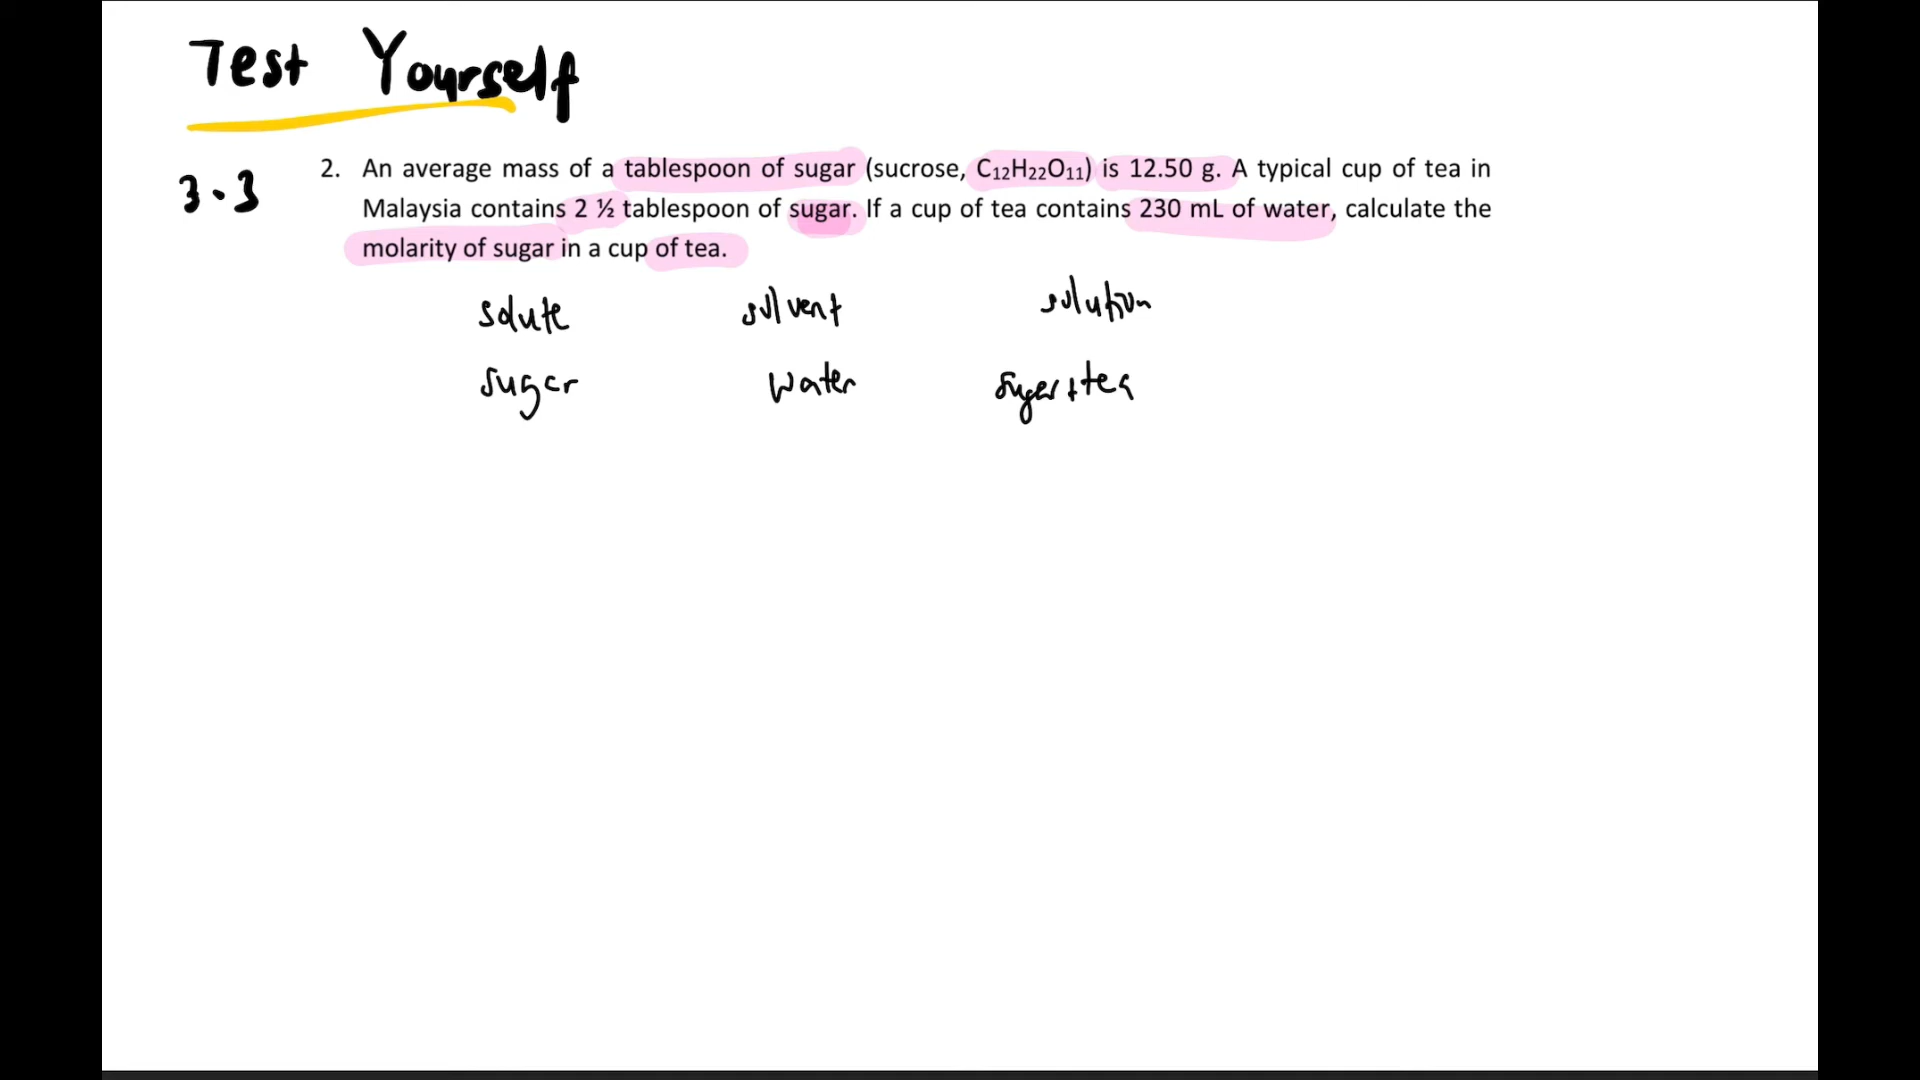 Test Yourself
3.3
2. An average mass of a tablespoon of sugar (sucrose, C₁₂H₂₂O₁₁) is 12.50 g. A typical cup of tea in
Malaysia contains 2 ½ tablespoon of sugar. If a cup of tea contains 230 mL of water, calculate the
molarity of sugar in a cup of tea.
solute solvent solution
sugar water sugar + tea